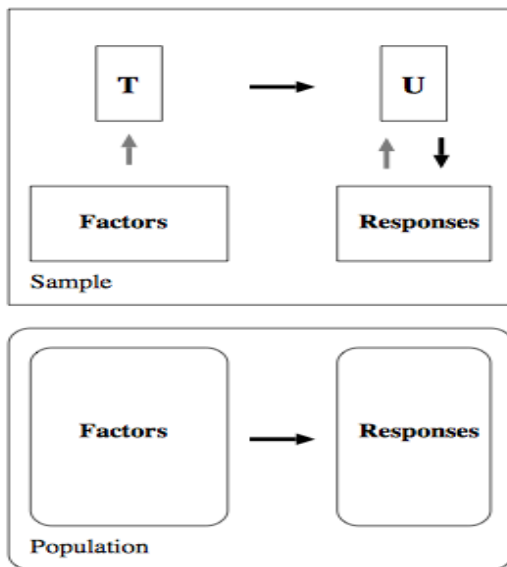 T
U
Factors
Responses
Sample
Factors
Responses
Population